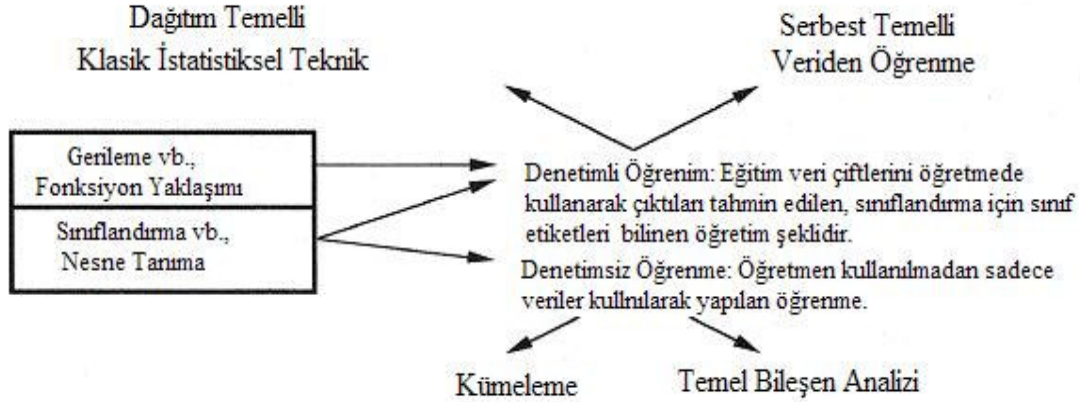 Dağıtım Temelli
Klasik İstatistiksel Teknik
Serbest Temelli
Veriden Öğrenme
Gerileme vb.,
Fonksiyon Yaklaşımı
Sınıflandırma vb.,
Nesne Tanıma
Denetimli Öğrenim: Eğitim veri çiftlerini öğretmede
kullanarak çıktıları tahmin edilen, sınıflandırma için sınıf
etiketleri bilinen öğretim şeklidir.
Denetimsiz Öğrenme: Öğretmen kullanılmadan sadece
veriler kullnılarak yapılan öğrenme.
Kümeleme
Temel Bileşen Analizi